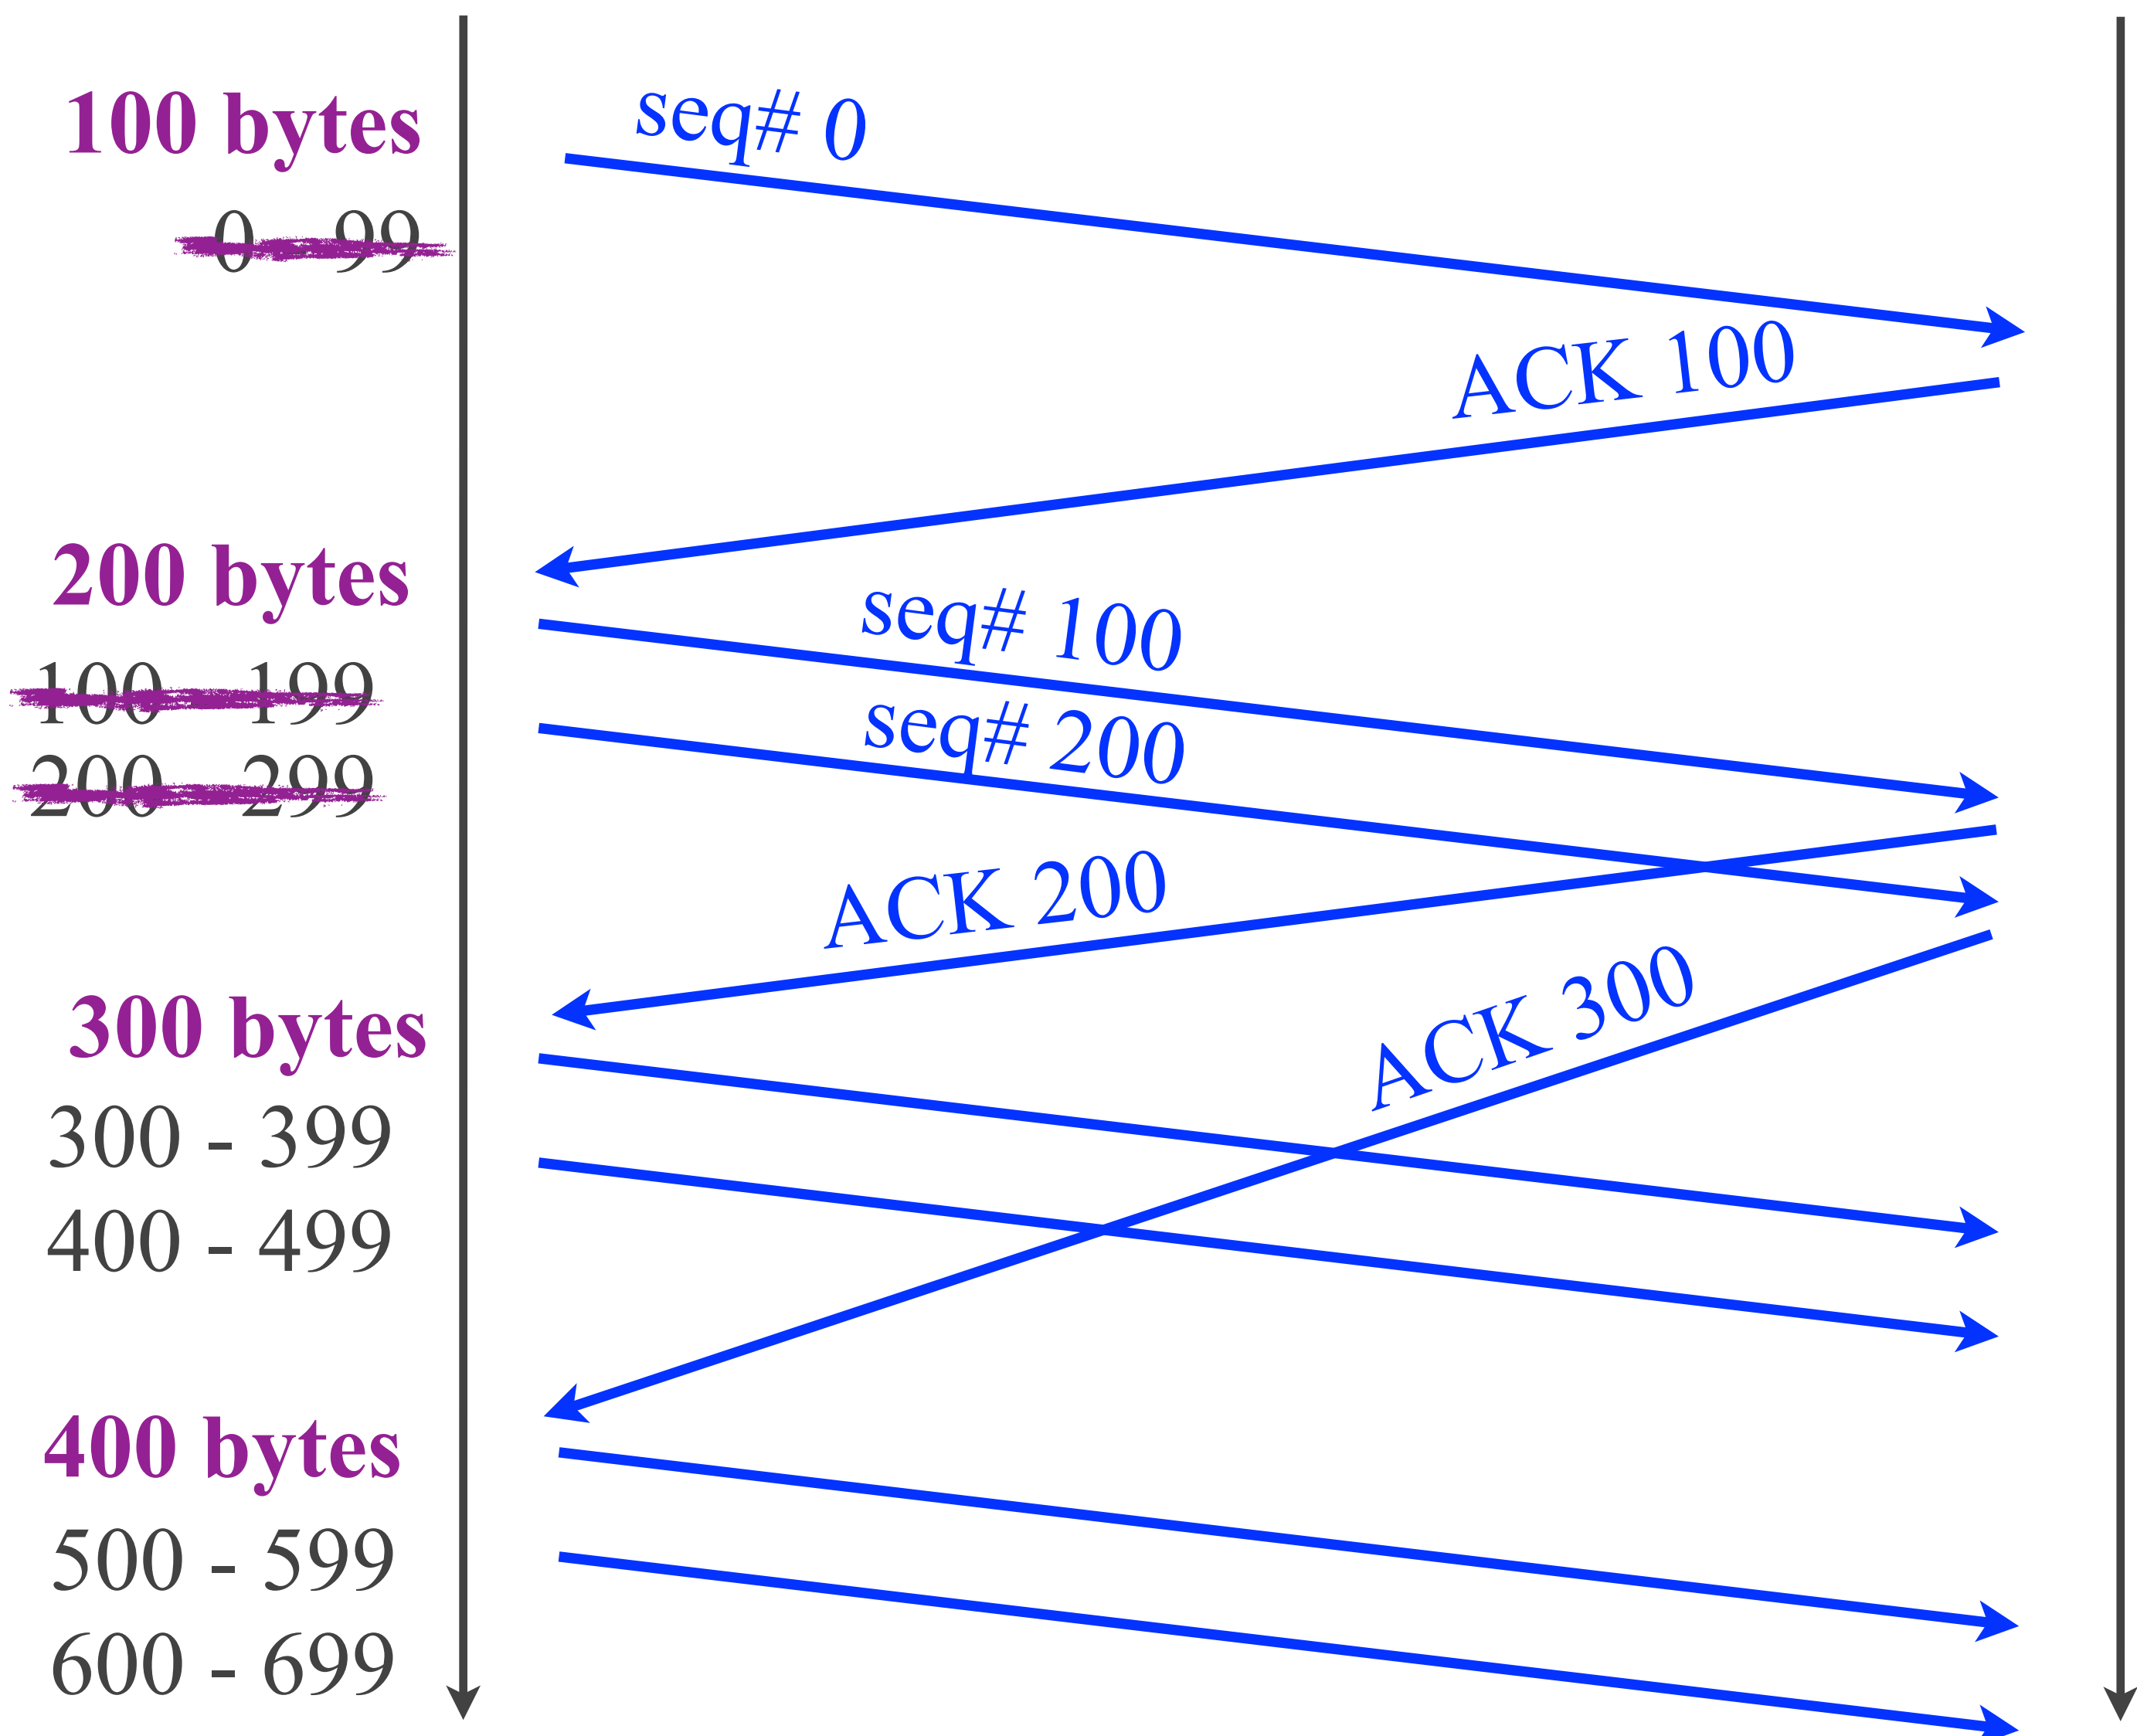 100 bytes
seq# 0
0 - 99
ACK 100
200 bytes
seq# 100
100 - 199
seq# 200
200 - 299
ACK 200
300 bytes
ACK 300
300 - 399
400 - 499
400 bytes
500 - 599
600 - 699